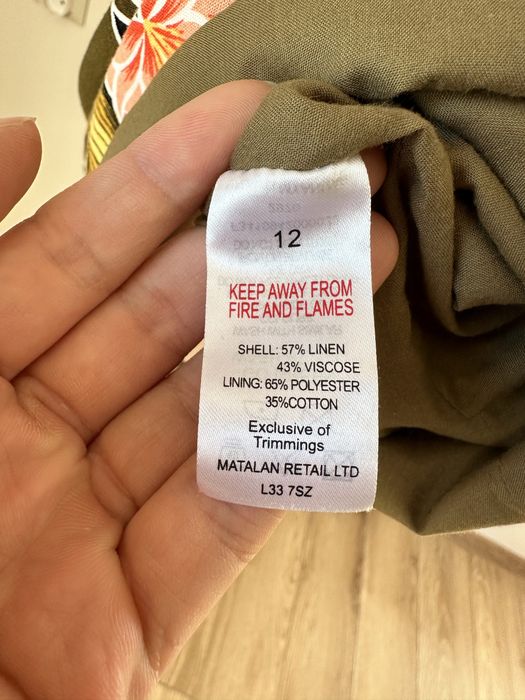 12
KEEP AWAY FROM
FIRE AND FLAMES
SHELL: 57% LINEN
43% VISCOSE
LINING: 65% POLYESTER
35%COTTON
Exclusive of
Trimmings
MATALAN RETAIL LTD
L33 7SZ